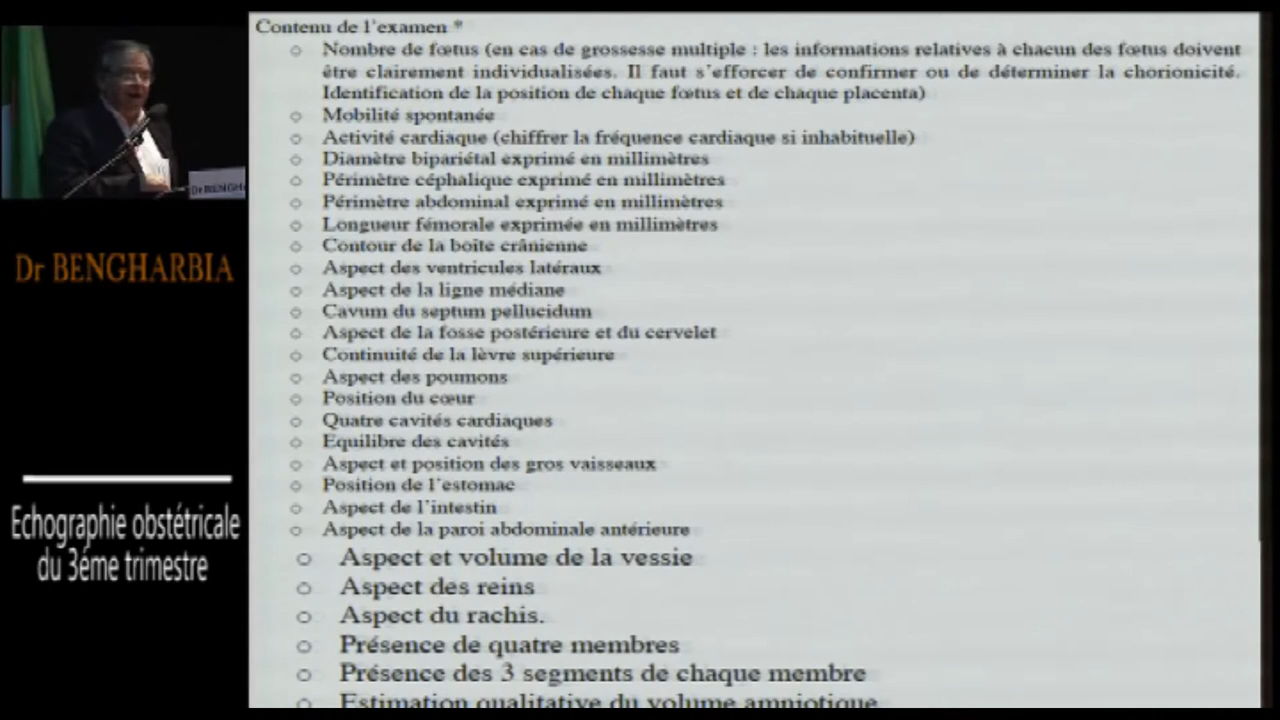 Contenu de l'examen *
o Nombre de fœtus (en cas de grossesse multiple : les informations relatives à chacun des fœtus doivent
être clairement individualisées. Il faut s'efforcer de confirmer ou de déterminer la chorionicité.
Identification de la position de chaque fœtus et de chaque placenta)
o Mobilité spontanée
o Activité cardiaque (chiffrer la fréquence cardiaque si inhabituelle)
o Diamètre bipariétal exprimé en millimètres
o Périmètre céphalique exprimé en millimètres
o Périmètre abdominal exprimé en millimètres
o Longueur fémorale exprimée en millimètres
o Contour de la boîte crânienne
o Aspect des ventricules latéraux
o Aspect de la ligne médiane
o Cavum du septum pellucidum
o Aspect de la fosse postérieure et du cervelet
o Continuité de la lèvre supérieure
o Aspect des poumons
o Position du cœur
o Quatre cavités cardiaques
o Equilibre des cavités
o Aspect et position des gros vaisseaux
o Position de l'estomac
o Aspect de l'intestin
o Aspect de la paroi abdominale antérieure
o Aspect et volume de la vessie
o Aspect des reins
o Aspect du rachis.
o Présence de quatre membres
o Présence des 3 segments de chaque membre
o Estimation qualitative du volume amniotique
Dr BENGH
Dr BENGHARBIA
Echographie obstétricale
du 3éme trimestre